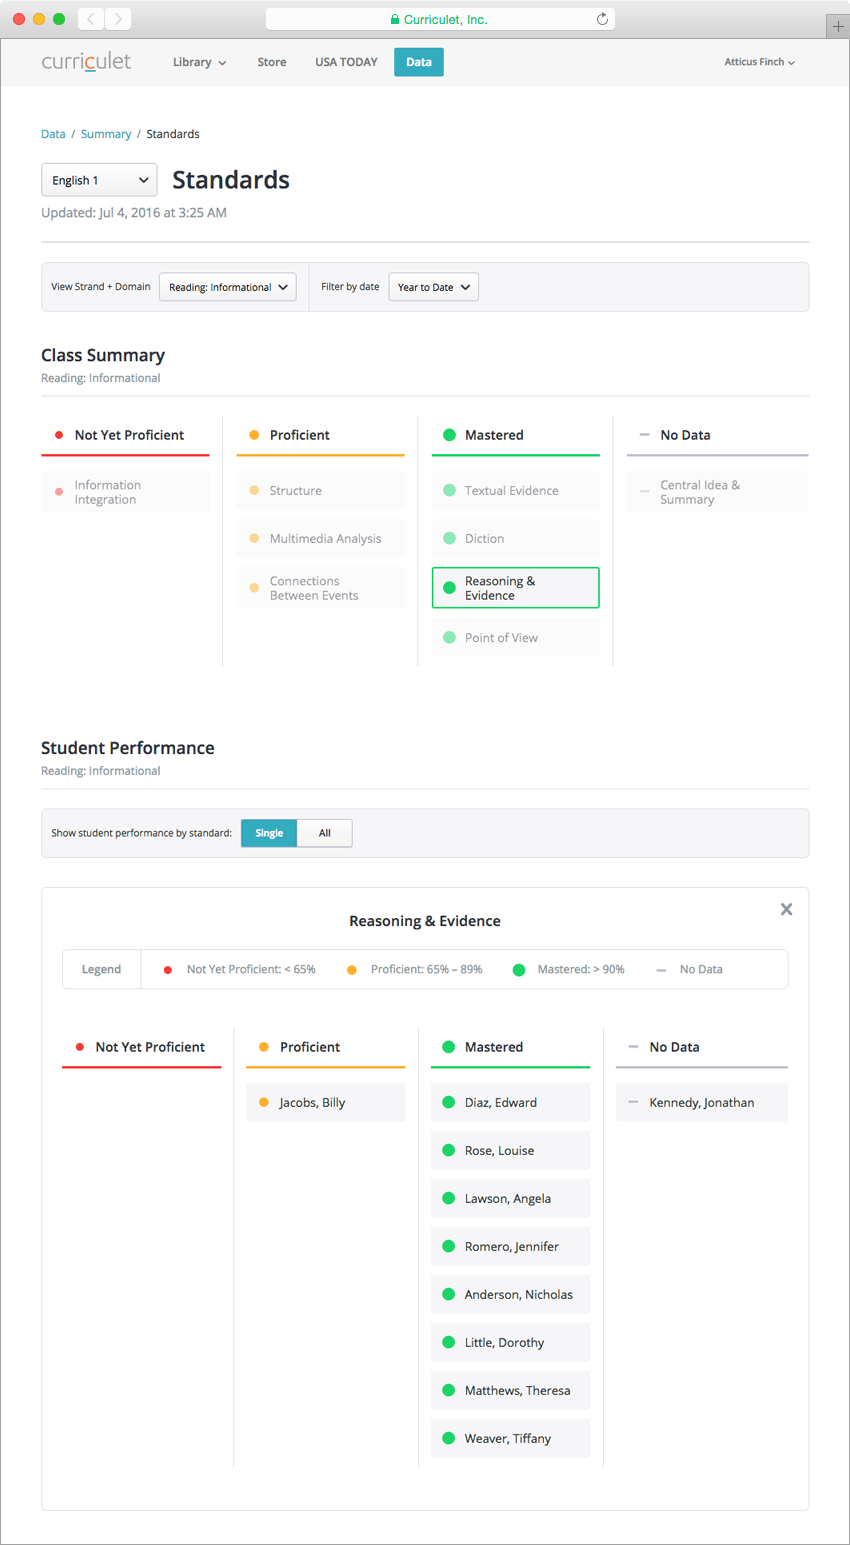 Curriculet, Inc.
curriculet
Library
Store
USA TODAY
Data
Atticus Finch
Data / Summary / Standards
English 1
Standards
Updated: Jul 4, 2016 at 3:25 AM
View Strand + Domain
Reading: Informational
Filter by date
Year to Date
Class Summary
Reading: Informational
Not Yet Proficient
Information
Integration
Proficient
Structure
Multimedia Analysis
Connections
Between Events
Mastered
Textual Evidence
Diction
Reasoning &
Evidence
Point of View
No Data
Central Idea &
Summary
Student Performance
Reading: Informational
Show student performance by standard:
Single
All
Reasoning & Evidence
Legend
Not Yet Proficient: < 65%
Proficient: 65% – 89%
Mastered: > 90%
No Data
Not Yet Proficient
Proficient
Jacobs, Billy
Mastered
Diaz, Edward
Rose, Louise
Lawson, Angela
Romero, Jennifer
Anderson, Nicholas
Little, Dorothy
Matthews, Theresa
Weaver, Tiffany
No Data
Kennedy, Jonathan